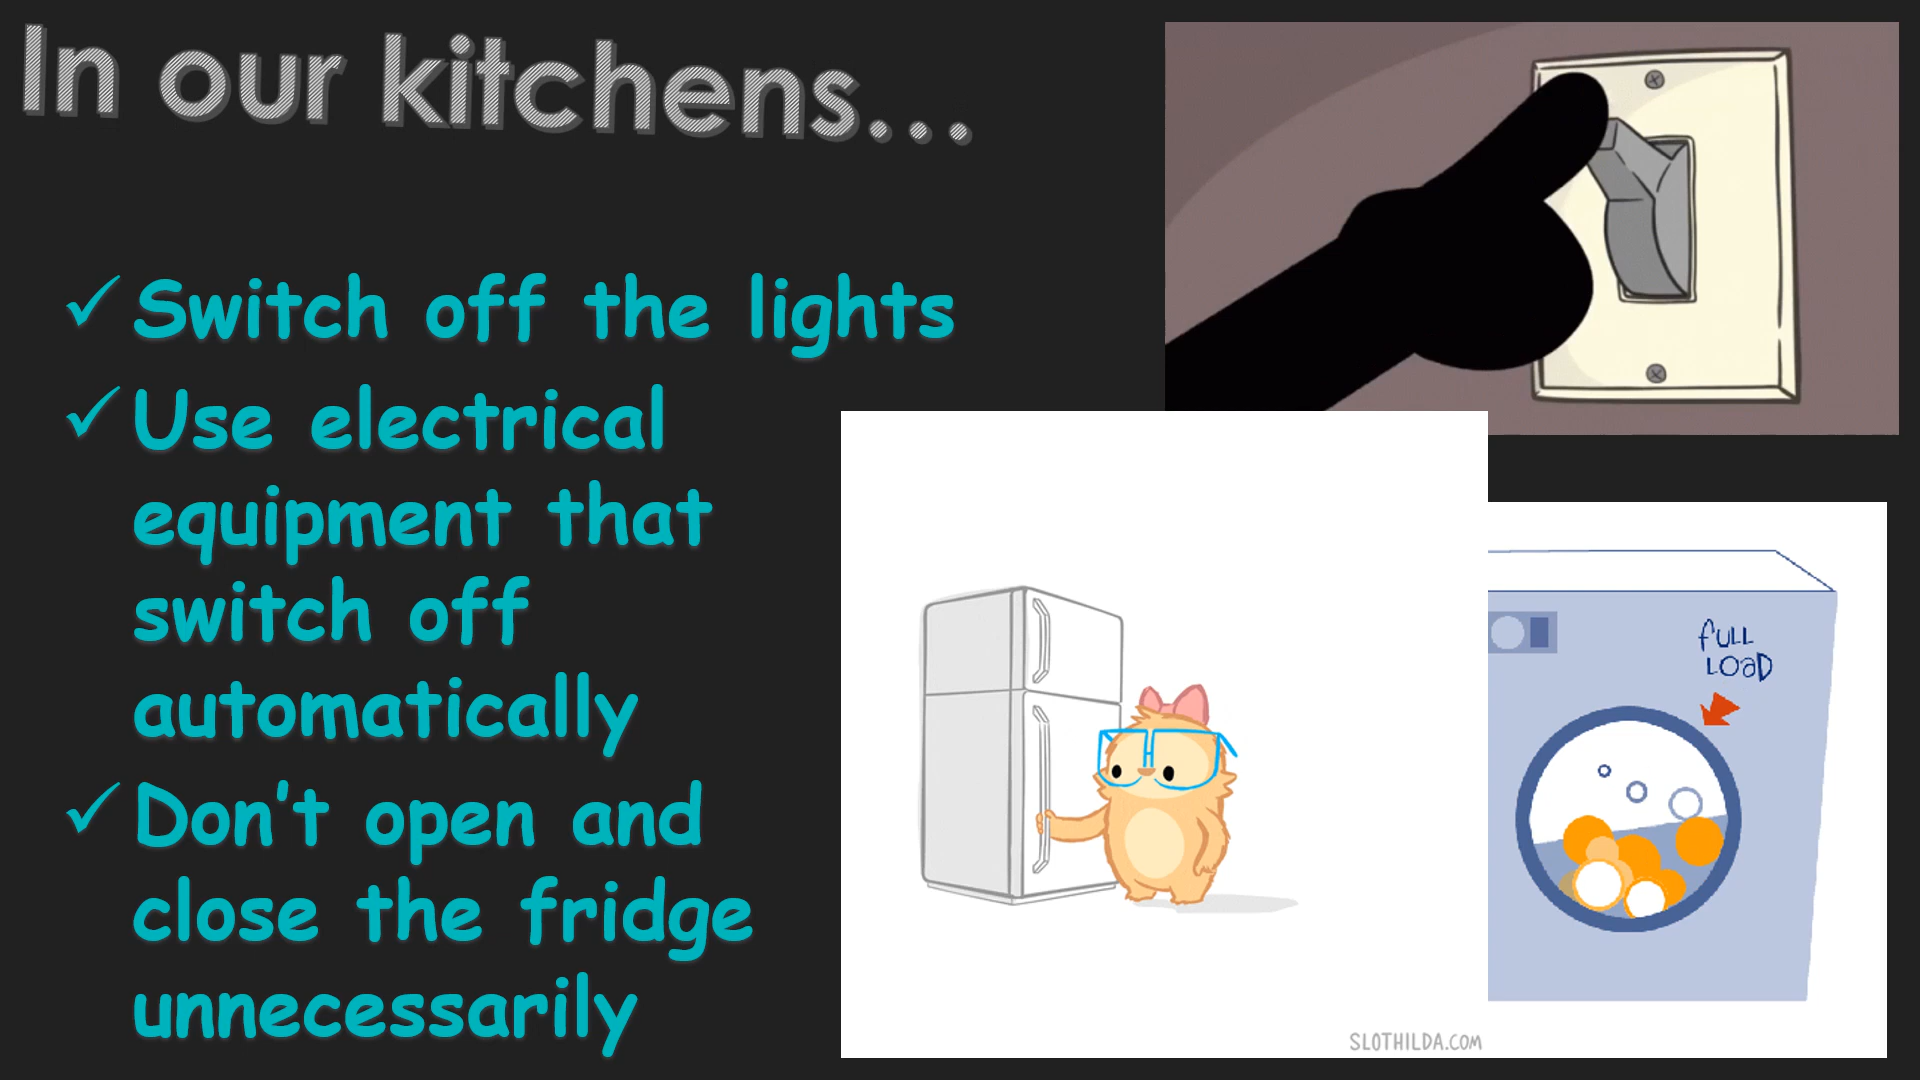 In our kitchens...
✓ Switch off the lights
✓ Use electrical
equipment that
switch off
automatically
✓ Don't open and
close the fridge
unnecessarily
FULL
LOAD
SLOTHILDA.COM